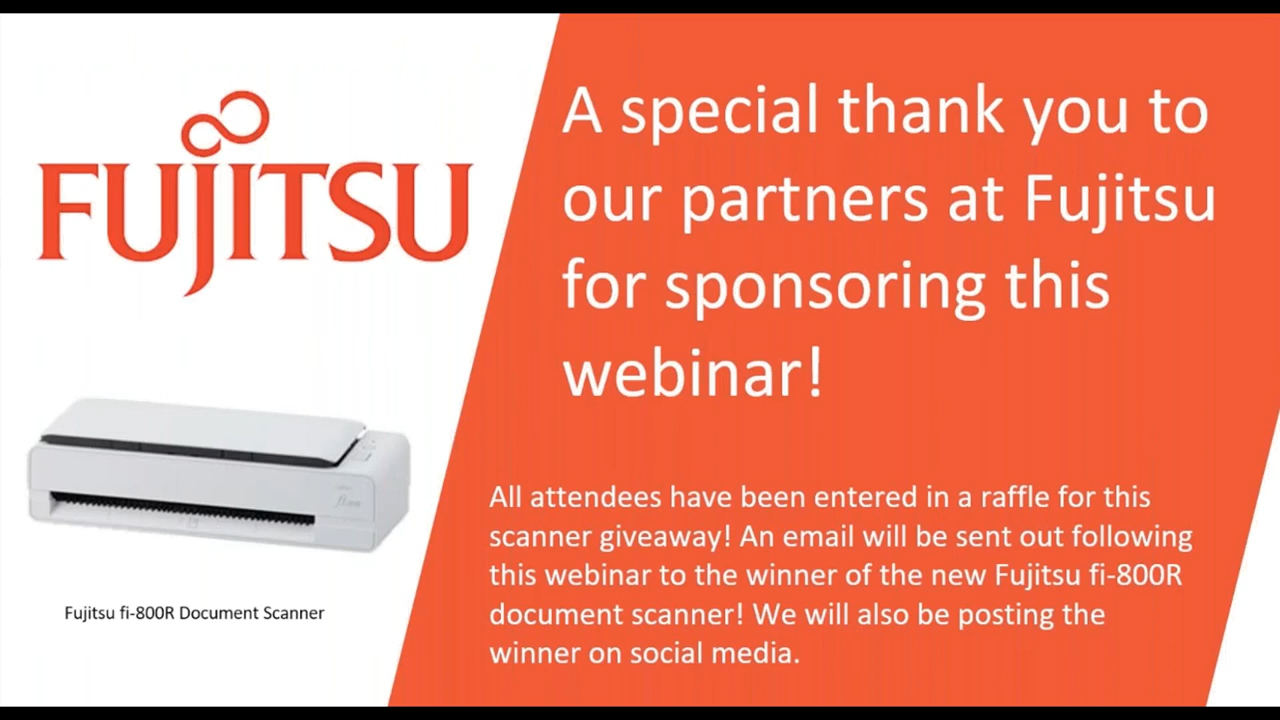 FUJITSU
A special thank you to
our partners at Fujitsu
for sponsoring this
webinar!
All attendees have been entered in a raffle for this
scanner giveaway! An email will be sent out following
this webinar to the winner of the new Fujitsu fi-800R
document scanner! We will also be posting the
winner on social media.
Fujitsu fi-800R Document Scanner